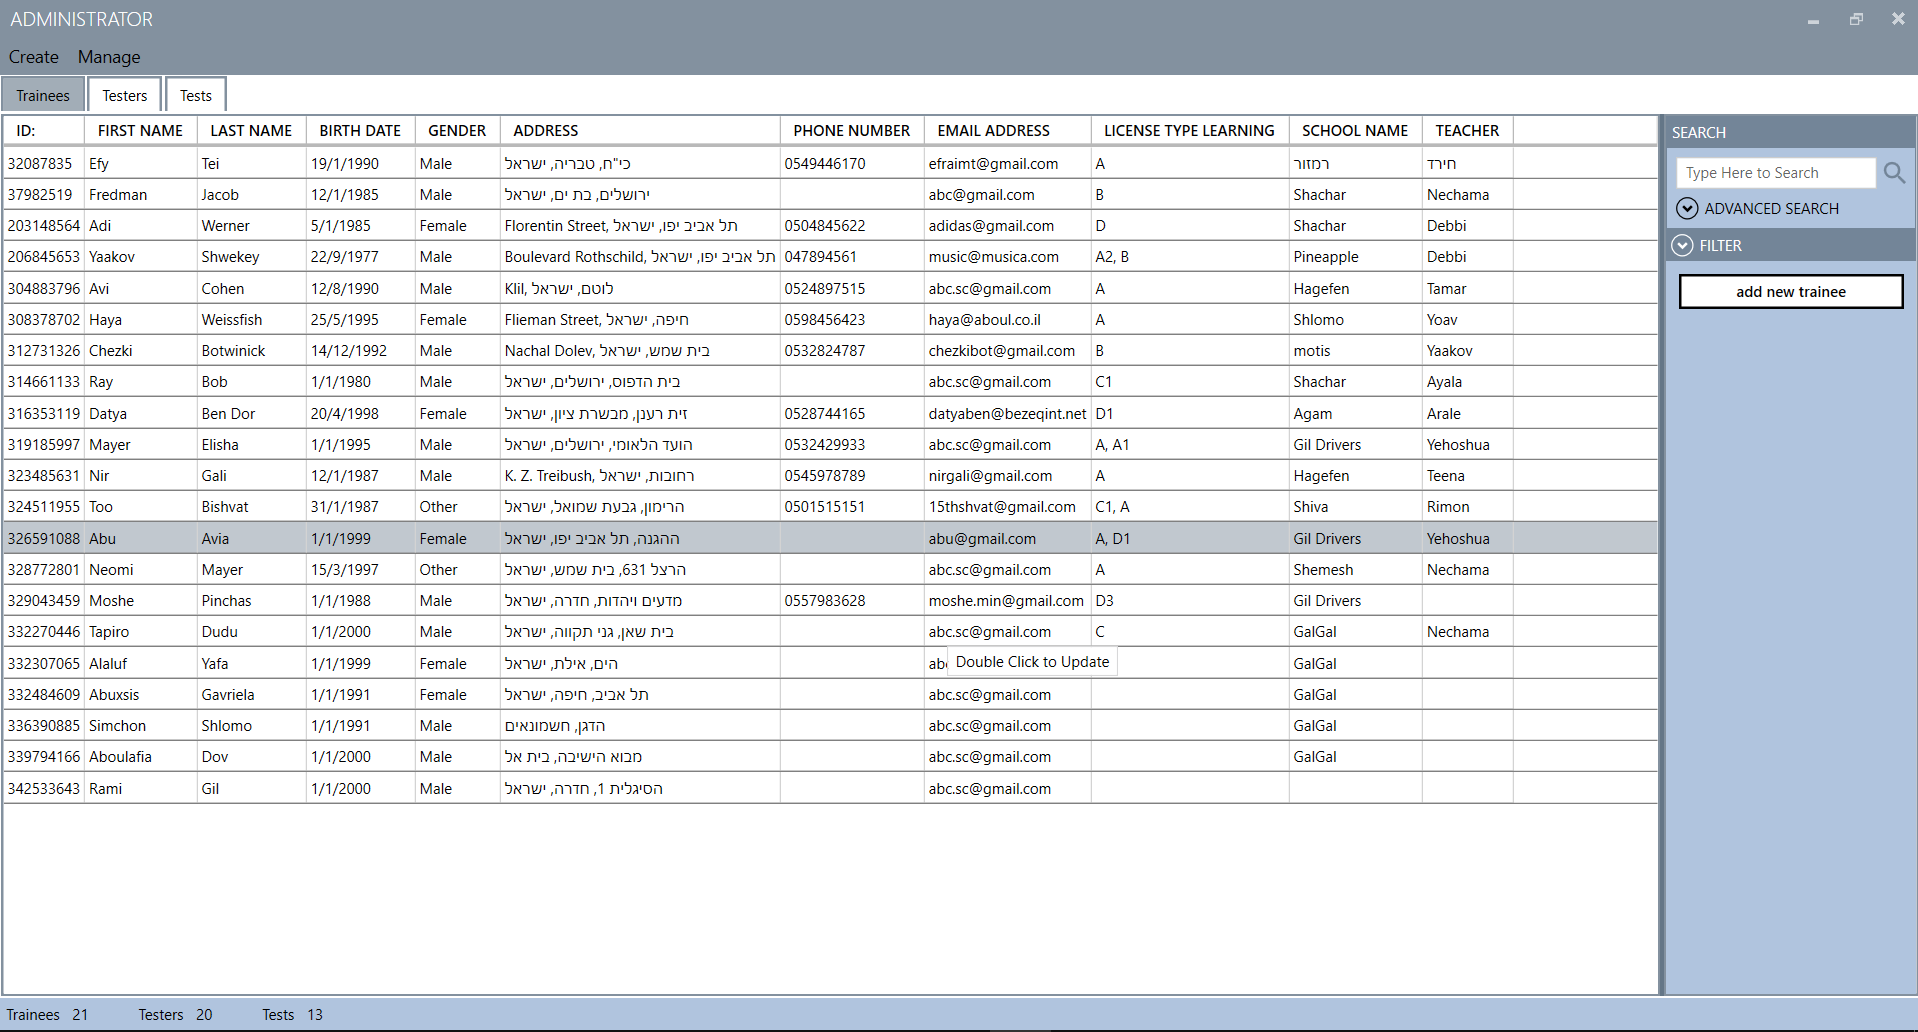 ADMINISTRATOR
Create Manage
Trainees Testers Tests
ID: FIRST NAME LAST NAME BIRTH DATE GENDER ADDRESS PHONE NUMBER EMAIL ADDRESS LICENSE TYPE LEARNING SCHOOL NAME TEACHER
32087835 Efy Tei 19/1/1990 Male כי"ח, טבריה, ישראל 0549446170 efraimt@gmail.com A רמזור חירד
37982519 Fredman Jacob 12/1/1985 Male ירושלים, בת ים, ישראל abc@gmail.com B Shachar Nechama
203148564 Adi Werner 5/1/1985 Female Florentin Street, תל אביב יפו, ישראל 0504845622 adidas@gmail.com D Shachar Debbi
206845653 Yaakov Shwekey 22/9/1977 Male Boulevard Rothschild, תל אביב יפו, ישראל 047894561 music@musica.com A2, B Pineapple Debbi
304883796 Avi Cohen 12/8/1990 Male Klil, לוטם, ישראל 0524897515 abc.sc@gmail.com A Hagefen Tamar
308378702 Haya Weissfish 25/5/1995 Female Flieman Street, חיפה, ישראל 0598456423 haya@aboul.co.il A Shlomo Yoav
312731326 Chezki Botwinick 14/12/1992 Male Nachal Dolev, בית שמש, ישראל 0532824787 chezkibot@gmail.com B motis Yaakov
314661133 Ray Bob 1/1/1980 Male בית הדפוס, ירושלים, ישראל abc.sc@gmail.com C1 Shachar Ayala
316353119 Datya Ben Dor 20/4/1998 Female זית רענן, מבשרת ציון, ישראל 0528744165 datyaben@bezeqint.net D1 Agam Arale
319185997 Mayer Elisha 1/1/1995 Male הועד הלאומי, ירושלים, ישראל 0532429933 abc.sc@gmail.com A, A1 Gil Drivers Yehoshua
323485631 Nir Gali 12/1/1987 Male K. Z. Treibush, רחובות, ישראל 0545978789 nirgali@gmail.com A Hagefen Teena
324511955 Too Bishvat 31/1/1987 Other הרימון, גבעת שמואל, ישראל 0501515151 15thshvat@gmail.com C1, A Shiva Rimon
326591088 Abu Avia 1/1/1999 Female ההגנה, תל אביב יפו, ישראל abu@gmail.com A, D1 Gil Drivers Yehoshua
328772801 Neomi Mayer 15/3/1997 Other הרצל 631, בית שמש, ישראל abc.sc@gmail.com A Shemesh Nechama
329043459 Moshe Pinchas 1/1/1988 Male מדעים ויהדות, חדרה, ישראל 0557983628 moshe.min@gmail.com D3 Gil Drivers
332270446 Tapiro Dudu 1/1/2000 Male בית שאן, גני תקווה, ישראל abc.sc@gmail.com C GalGal Nechama
332307065 Alaluf Yafa 1/1/1999 Female הים, אילת, ישראל Double Click to Update GalGal
332484609 Abuxsis Gavriela 1/1/1991 Female תל אביב, חיפה, ישראל abc.sc@gmail.com GalGal
336390885 Simchon Shlomo 1/1/1991 Male הדגן, חשמונאים abc.sc@gmail.com GalGal
339794166 Aboulafia Dov 1/1/2000 Male מבוא הישיבה, בית אל abc.sc@gmail.com GalGal
342533643 Rami Gil 1/1/2000 Male הסיגלית 1, חדרה, ישראל abc.sc@gmail.com
SEARCH
Type Here to Search
ADVANCED SEARCH
FILTER
add new trainee
Trainees 21 Testers 20 Tests 13